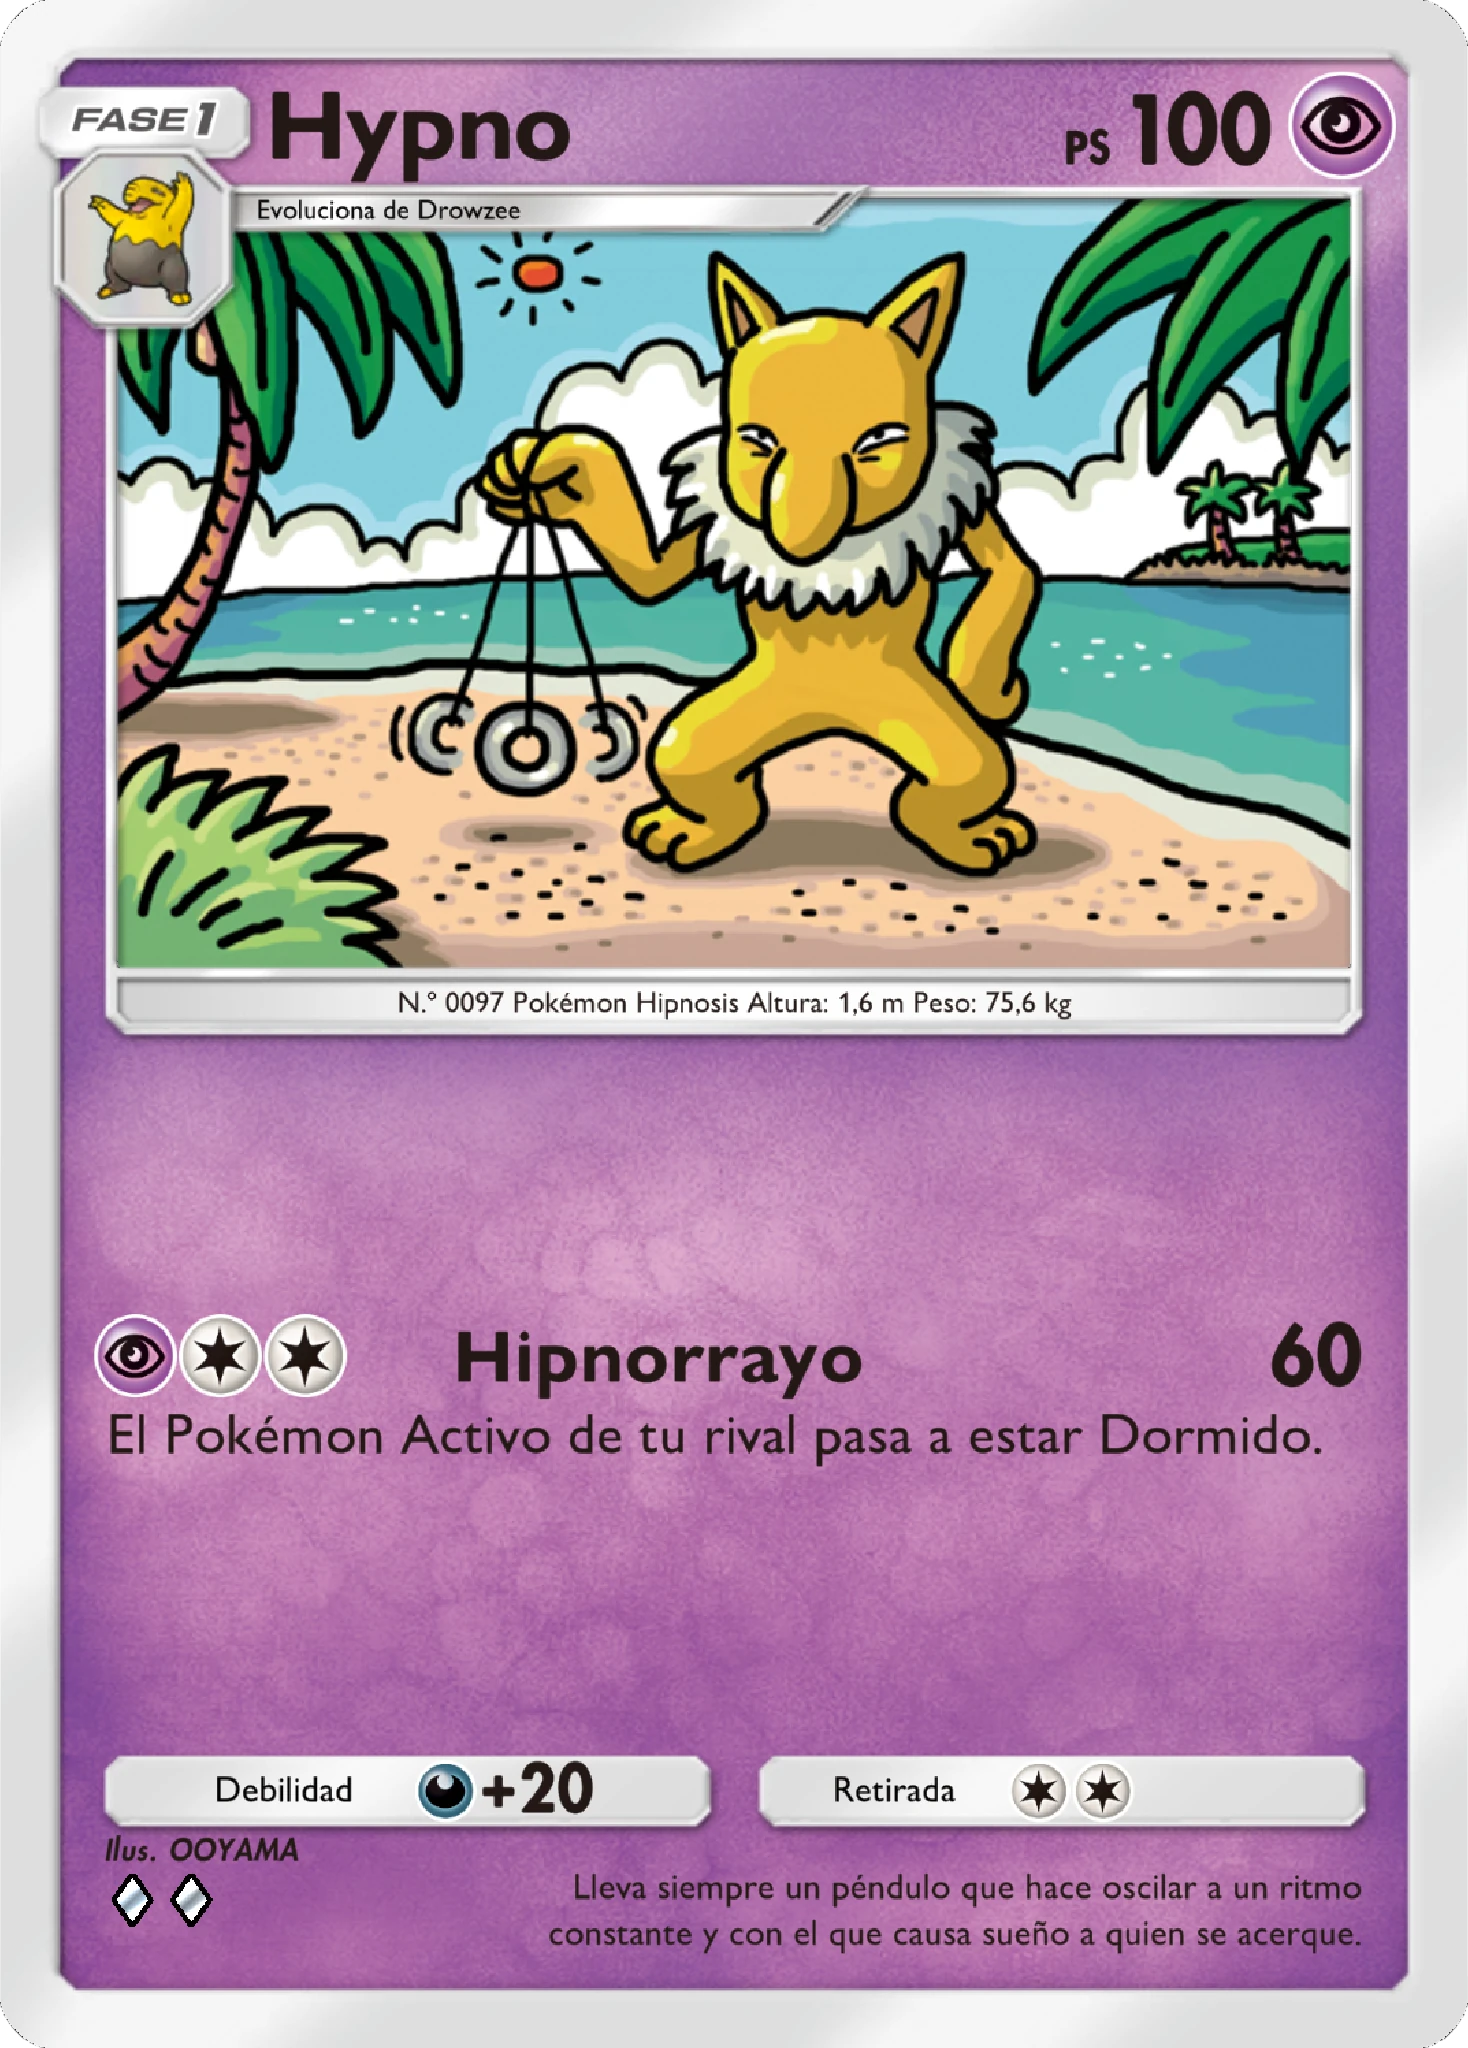 FASE 1
Hypno
PS 100
Evoluciona de Drowzee
N.° 0097 Pokémon Hipnosis Altura: 1,6 m Peso: 75,6 kg
Hipnorrayo 60
El Pokémon Activo de tu rival pasa a estar Dormido.
Debilidad +20
Retirada
Ilus. OOYAMA
Lleva siempre un péndulo que hace oscilar a un ritmo
constante y con el que causa sueño a quien se acerque.